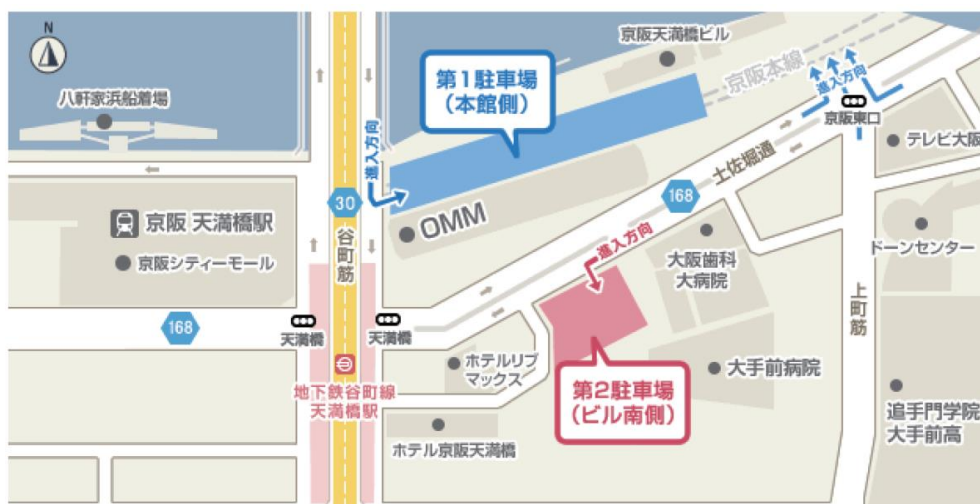 N
八軒家浜船着場
京阪天満橋ビル
京阪本線
進入方向
京阪東口
テレビ大阪
第1駐車場
(本館側)
進入方向
30
谷町筋
OMM
168
土佐堀通
京阪 天満橋駅
京阪シティーモール
進入方向
大阪歯科
大病院
ドーンセンター
上町筋
168
天満橋
天満橋
ホテルリブ
マックス
大手前病院
地下鉄谷町線
天満橋駅
第2駐車場
(ビル南側)
ホテル京阪天満橋
追手門学院
大手前高